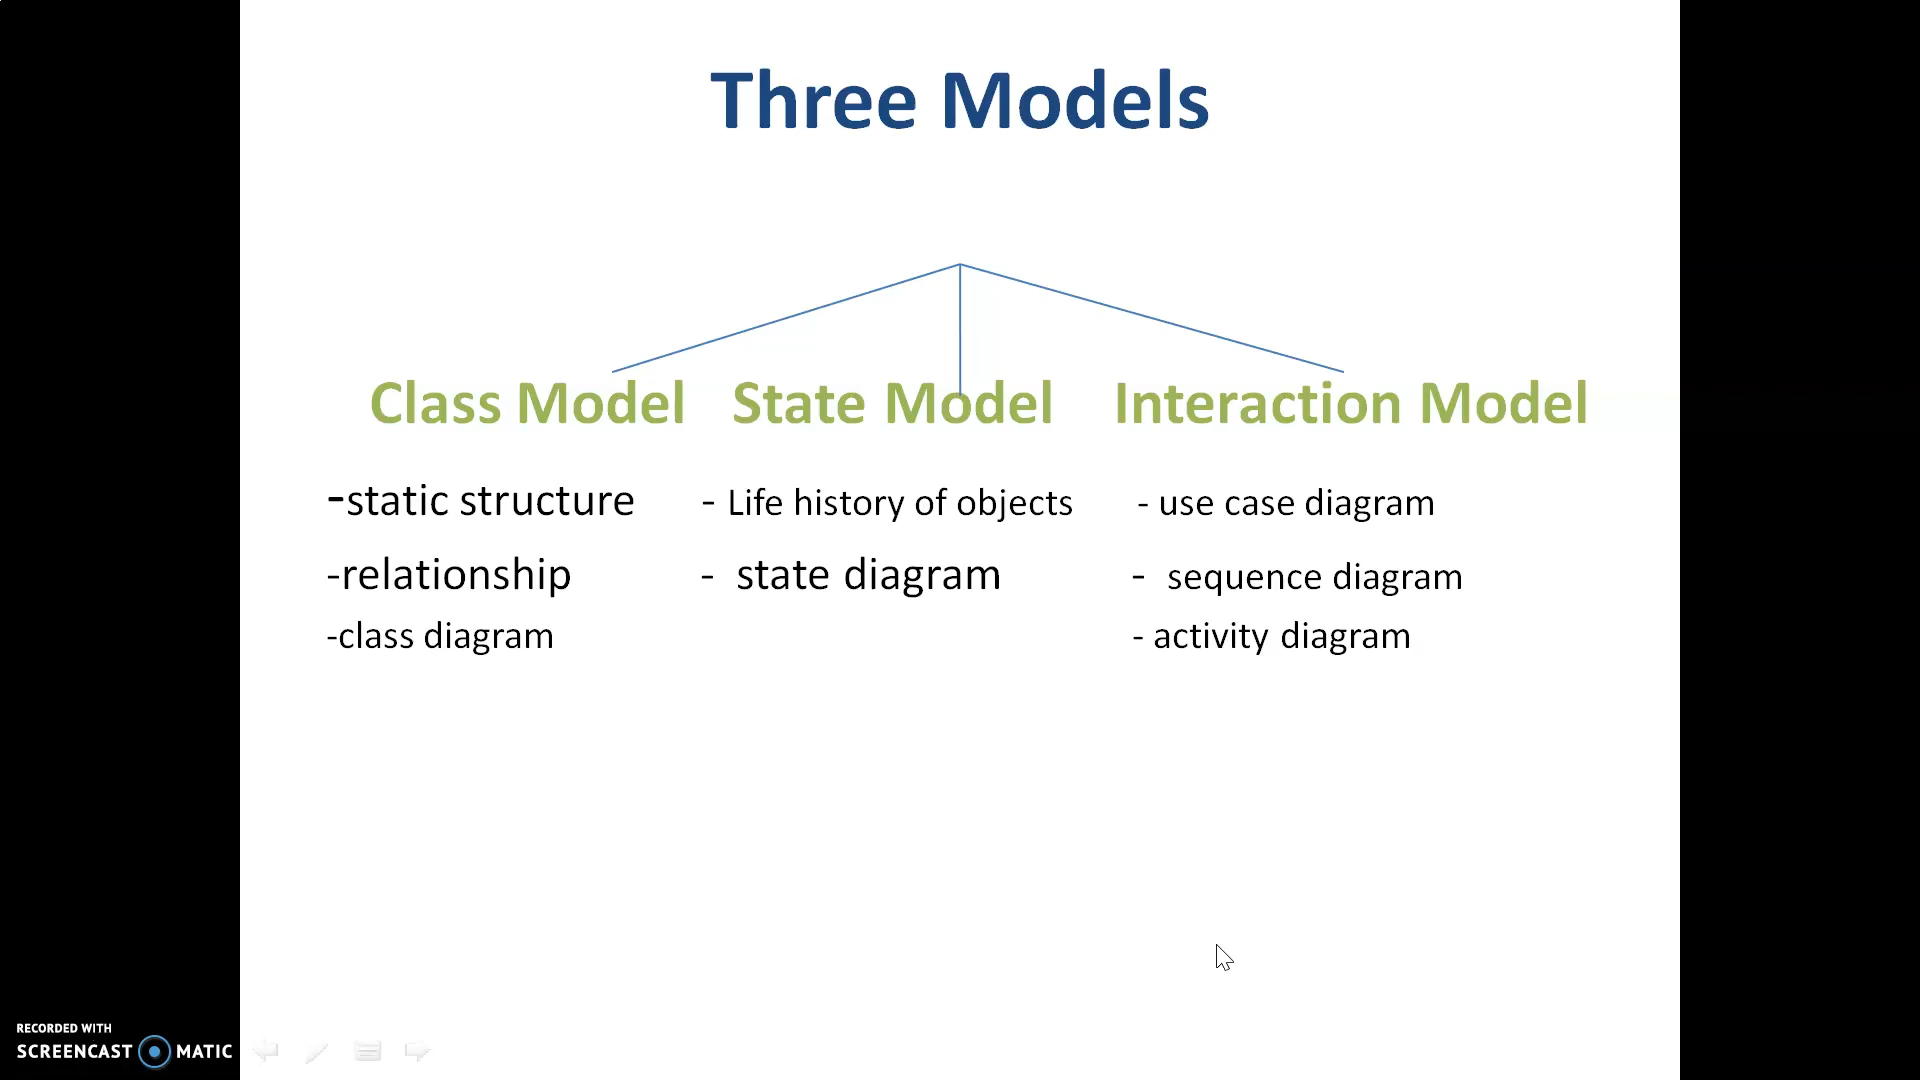 Three Models
Class Model State Model Interaction Model
-static structure - Life history of objects - use case diagram
-relationship - state diagram - sequence diagram
-class diagram - activity diagram
RECORDED WITH
SCREENCAST MATIC